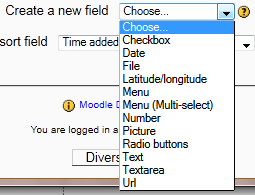 Create a new field Choose... ?
Choose...
Checkbox
sort field Time added
Date
File
Latitude/longitude
Menu
Moodle D
Menu (Multi-select)
Number
You are logged in a
Picture
Radio buttons
Text
Divers
Textarea
Url